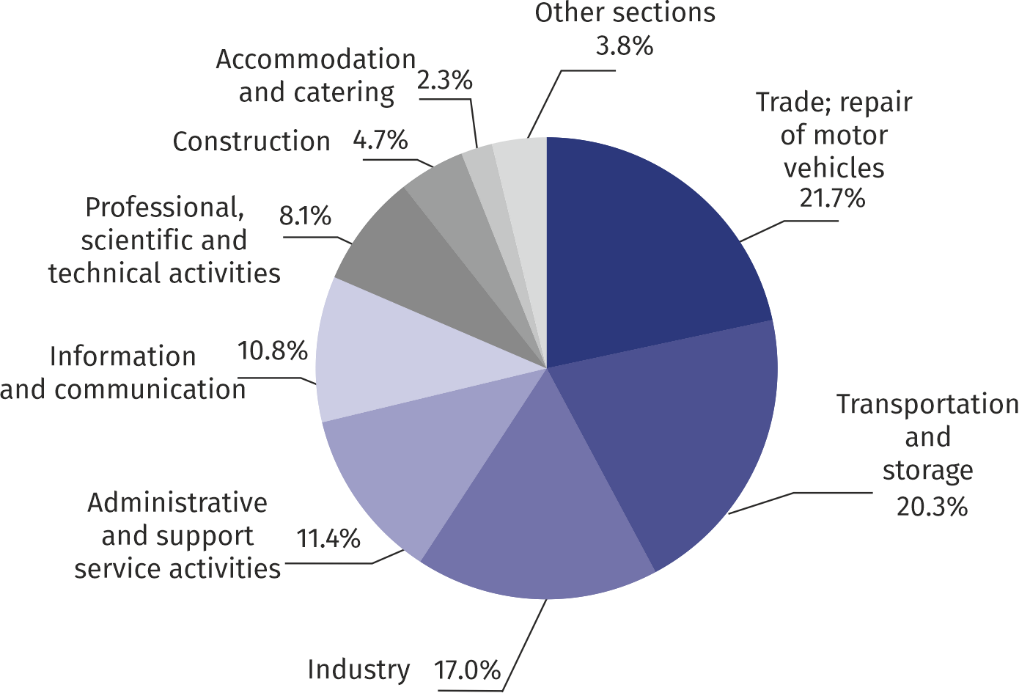 Other sections
3.8%
Accommodation
and catering
2.3%
Construction
4.7%
Professional,
scientific and
technical activities
8.1%
Information
and communication
10.8%
Administrative
and support
service activities
11.4%
Industry
17.0%
Trade; repair
of motor
vehicles
21.7%
Transportation
and
storage
20.3%